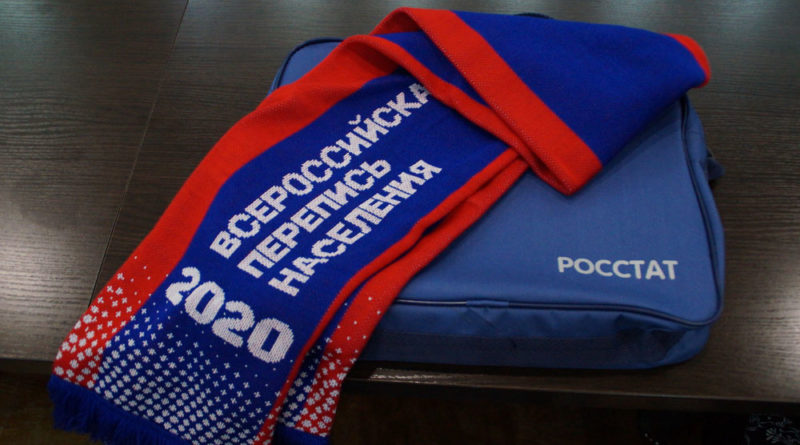 ВСЕРОССИЙСКА
ПЕРЕПИСЬ
НАСЕЛЕНИЯ
2020
РОССТАТ